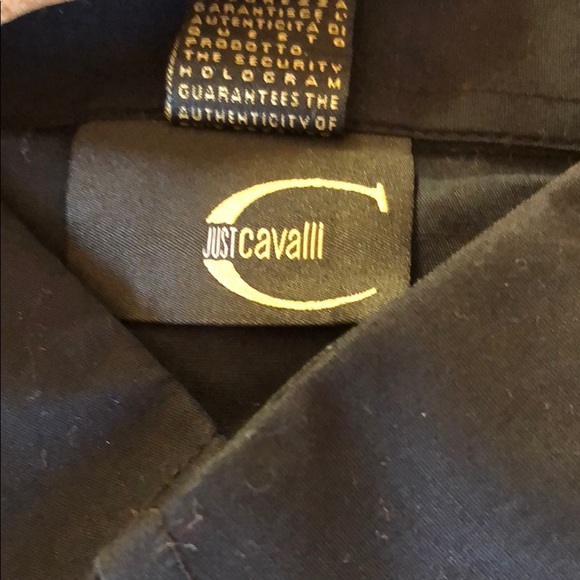 GARANTISCE L
AUTENTICITÀ DI
QUESTO
PRODOTTO.
THE SECURITY
HOLOGRAM
GUARANTEES THE
AUTHENTICITY OF
JUST cavalli